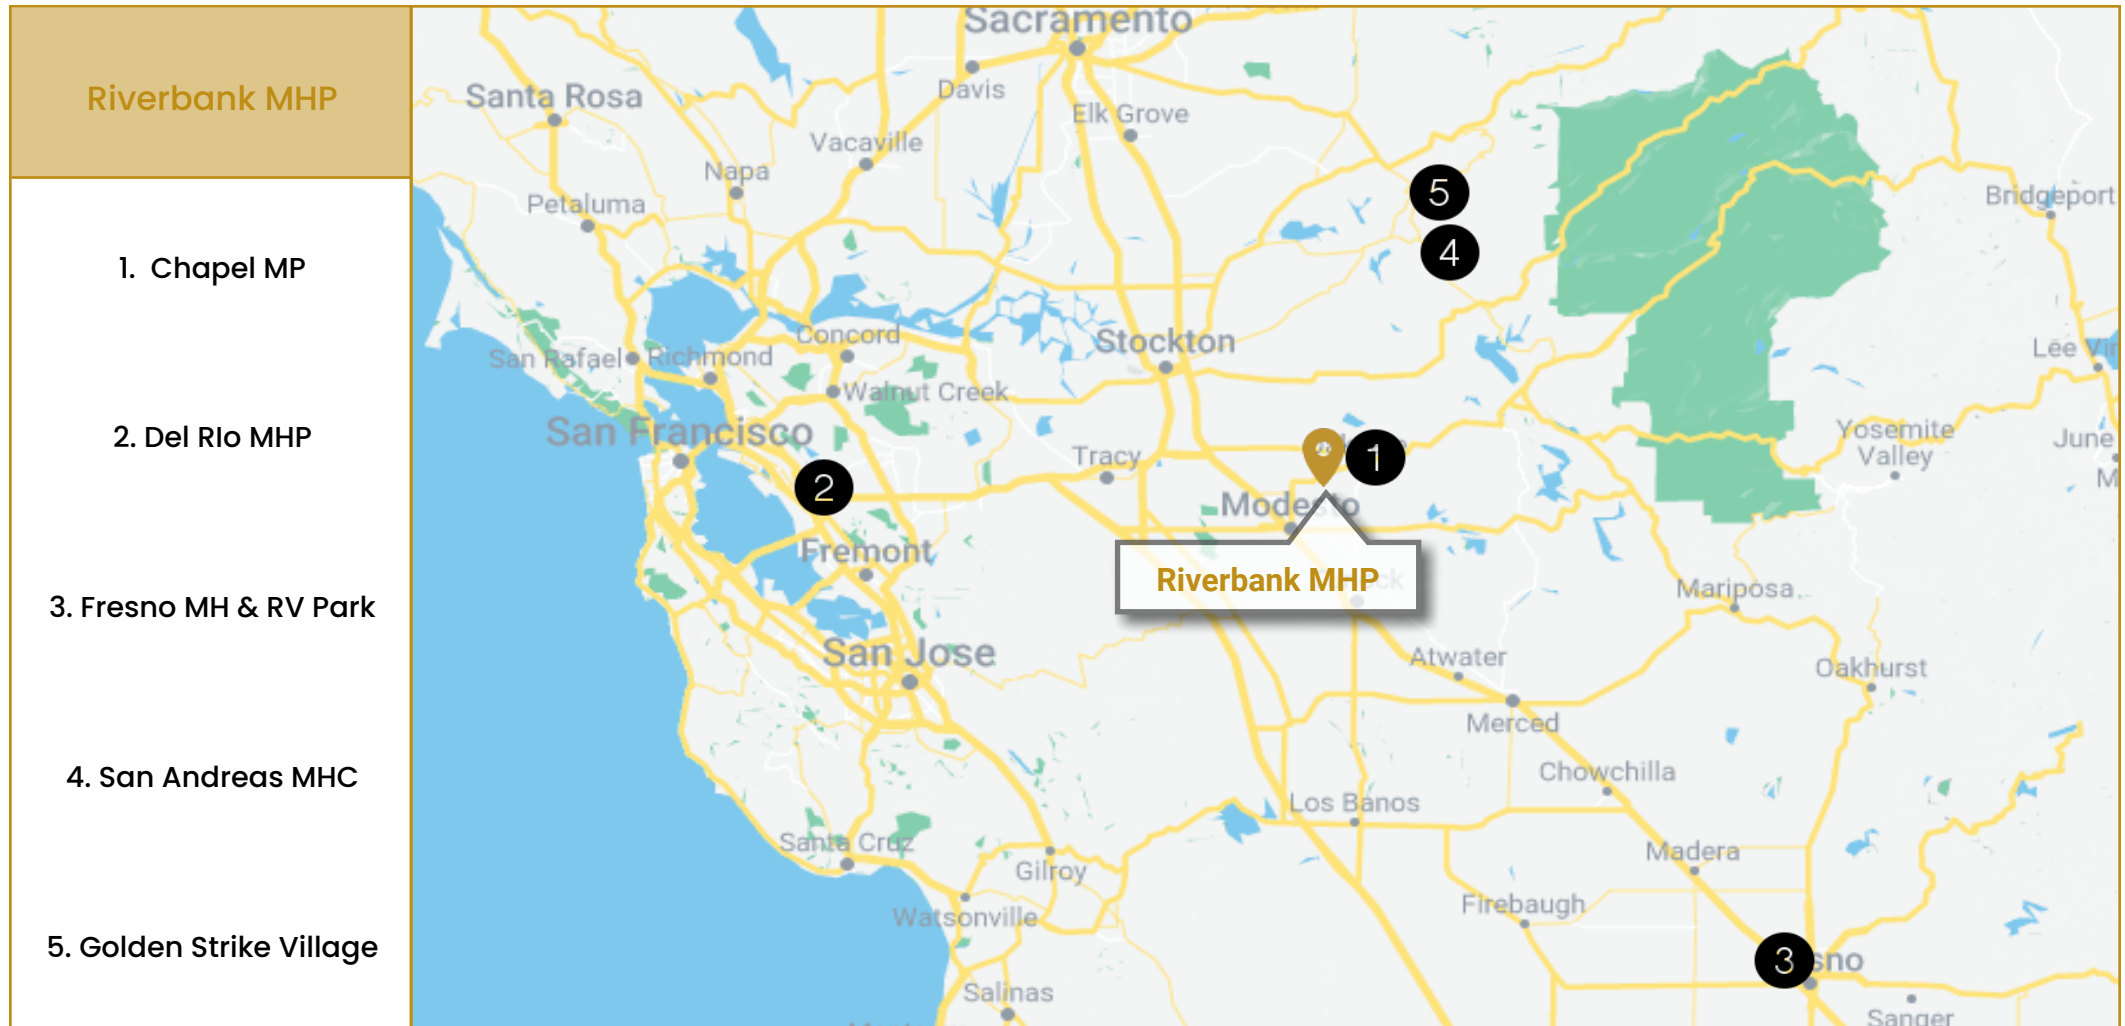 Riverbank MHP
1. Chapel MP
2. Del RIo MHP
3. Fresno MH & RV Park
4. San Andreas MHC
5. Golden Strike Village
Sacramento
Santa Rosa
Davis
Elk Grove
Vacaville
Napa
Petaluma
5
Bridgeport
4
Concord
Stockton
San Rafael
Richmond
Lee
Walnut Creek
San Francisco
Yosemite
Valley
June
Tracy
1
2
Modesto
Fremont
Riverbank MHP
Mariposa
San Jose
Atwater
Oakhurst
Merced
Chowchilla
Los Banos
Santa Cruz
Madera
Gilroy
Firebaugh
Watsonville
3
sno
Salinas
Sanger